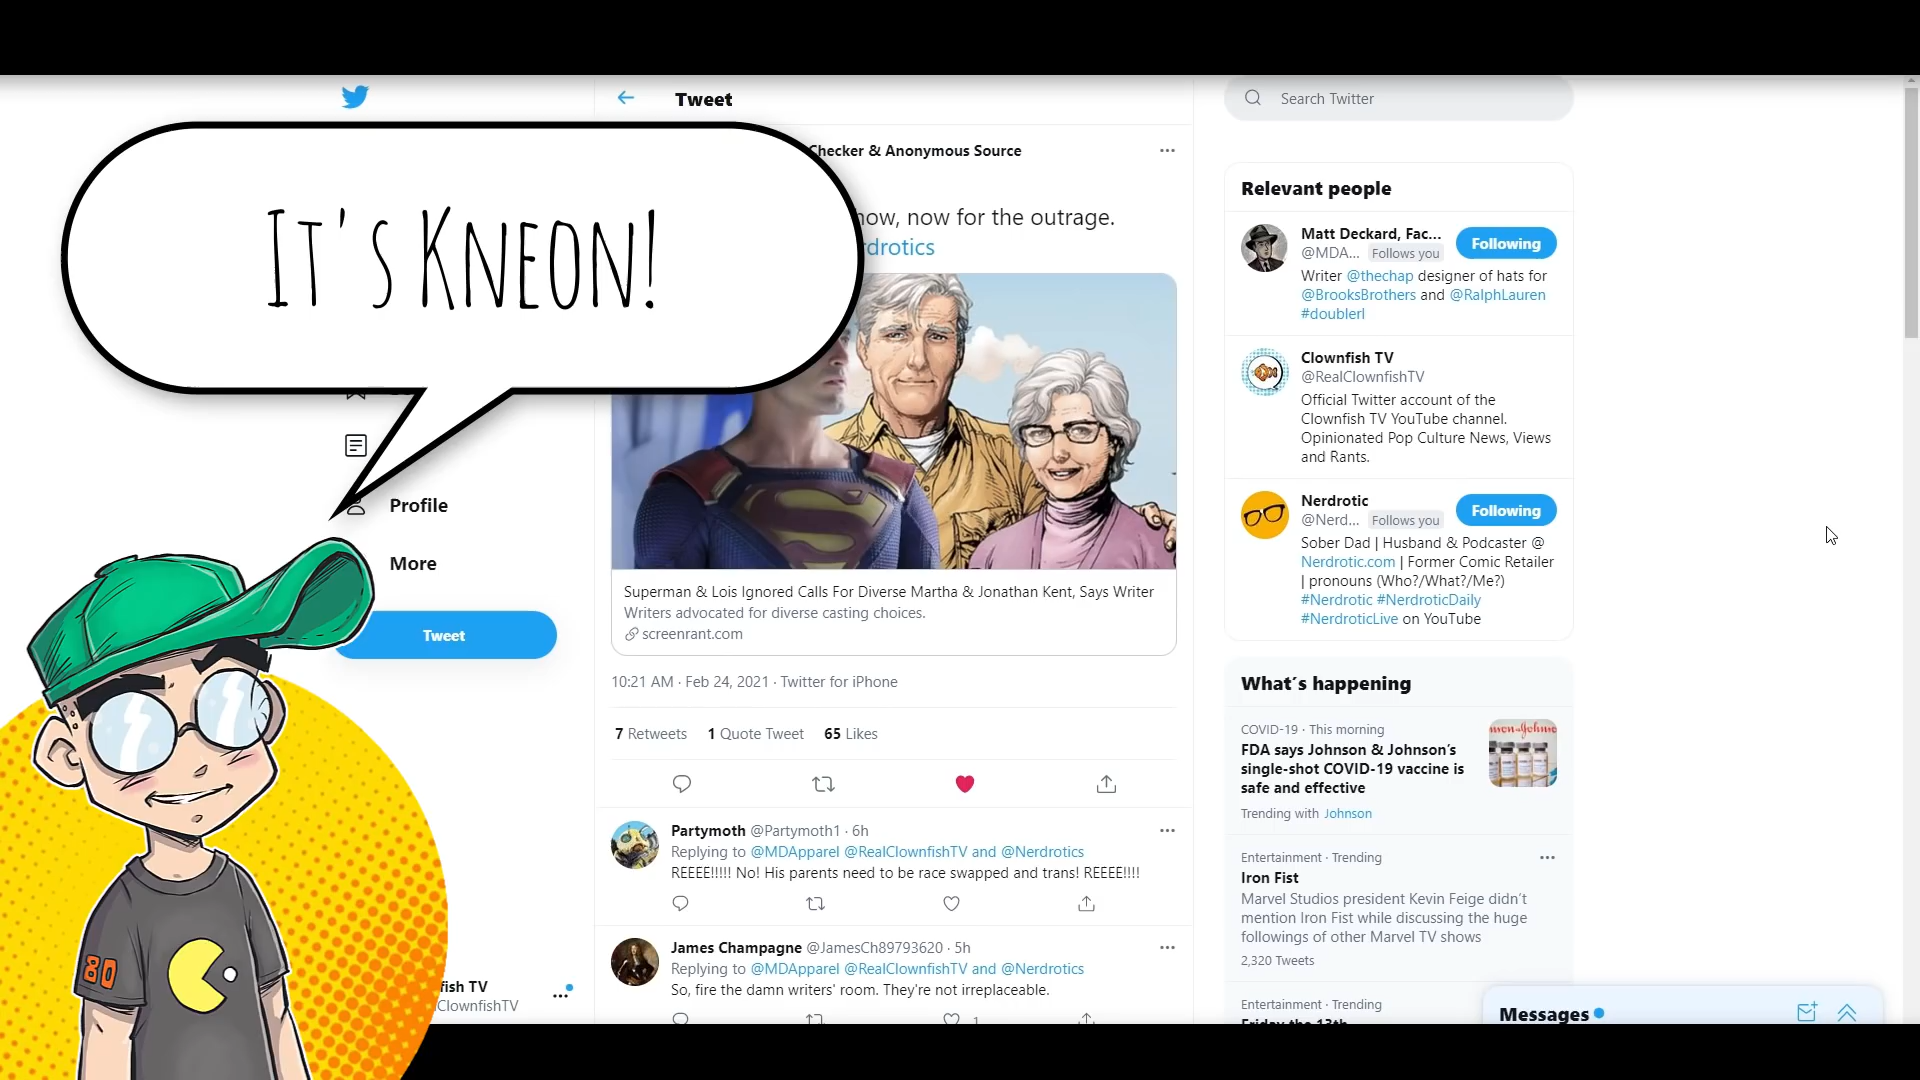 Tweet
Search Twitter
Checker & Anonymous Source
Relevant people
IT'S KNEON!
now, now for the outrage.
drotics
Matt Deckard, Fac...
@MDA... Follows you
Following
Writer @thechap designer of hats for
@BrooksBrothers and @RalphLauren
#doublerl
Clownfish TV
@RealClownfishTV
Official Twitter account of the
Clownfish TV YouTube channel.
Opinionated Pop Culture News, Views
and Rants.
Nerdrotic
@Nerd... Follows you
Following
Sober Dad | Husband & Podcaster @
Nerdrotic.com | Former Comic Retailer
| pronouns (Who?/What?/Me?)
#Nerdrotic #NerdroticDaily
#NerdroticLive on YouTube
Profile
More
Tweet
Superman & Lois Ignored Calls For Diverse Martha & Jonathan Kent, Says Writer
Writers advocated for diverse casting choices.
screenrant.com
10:21 AM · Feb 24, 2021 · Twitter for iPhone
7 Retweets 1 Quote Tweet 65 Likes
Partymoth @Partymoth1 · 6h
Replying to @MDApparel @RealClownfishTV and @Nerdrotics
REEEE!!!!! No! His parents need to be race swapped and trans! REEEE!!!!
James Champagne @JamesCh89793620 · 5h
Replying to @MDApparel @RealClownfishTV and @Nerdrotics
So, fire the damn writers' room. They're not irreplaceable.
1
What's happening
COVID-19 · This morning
FDA says Johnson & Johnson's
single-shot COVID-19 vaccine is
safe and effective
Trending with Johnson
Entertainment · Trending
Iron Fist
Marvel Studios president Kevin Feige didn't
mention Iron Fist while discussing the huge
followings of other Marvel TV shows
2,320 Tweets
Entertainment · Trending
Friday the 13th
Messages
80
fish TV
ClownfishTV